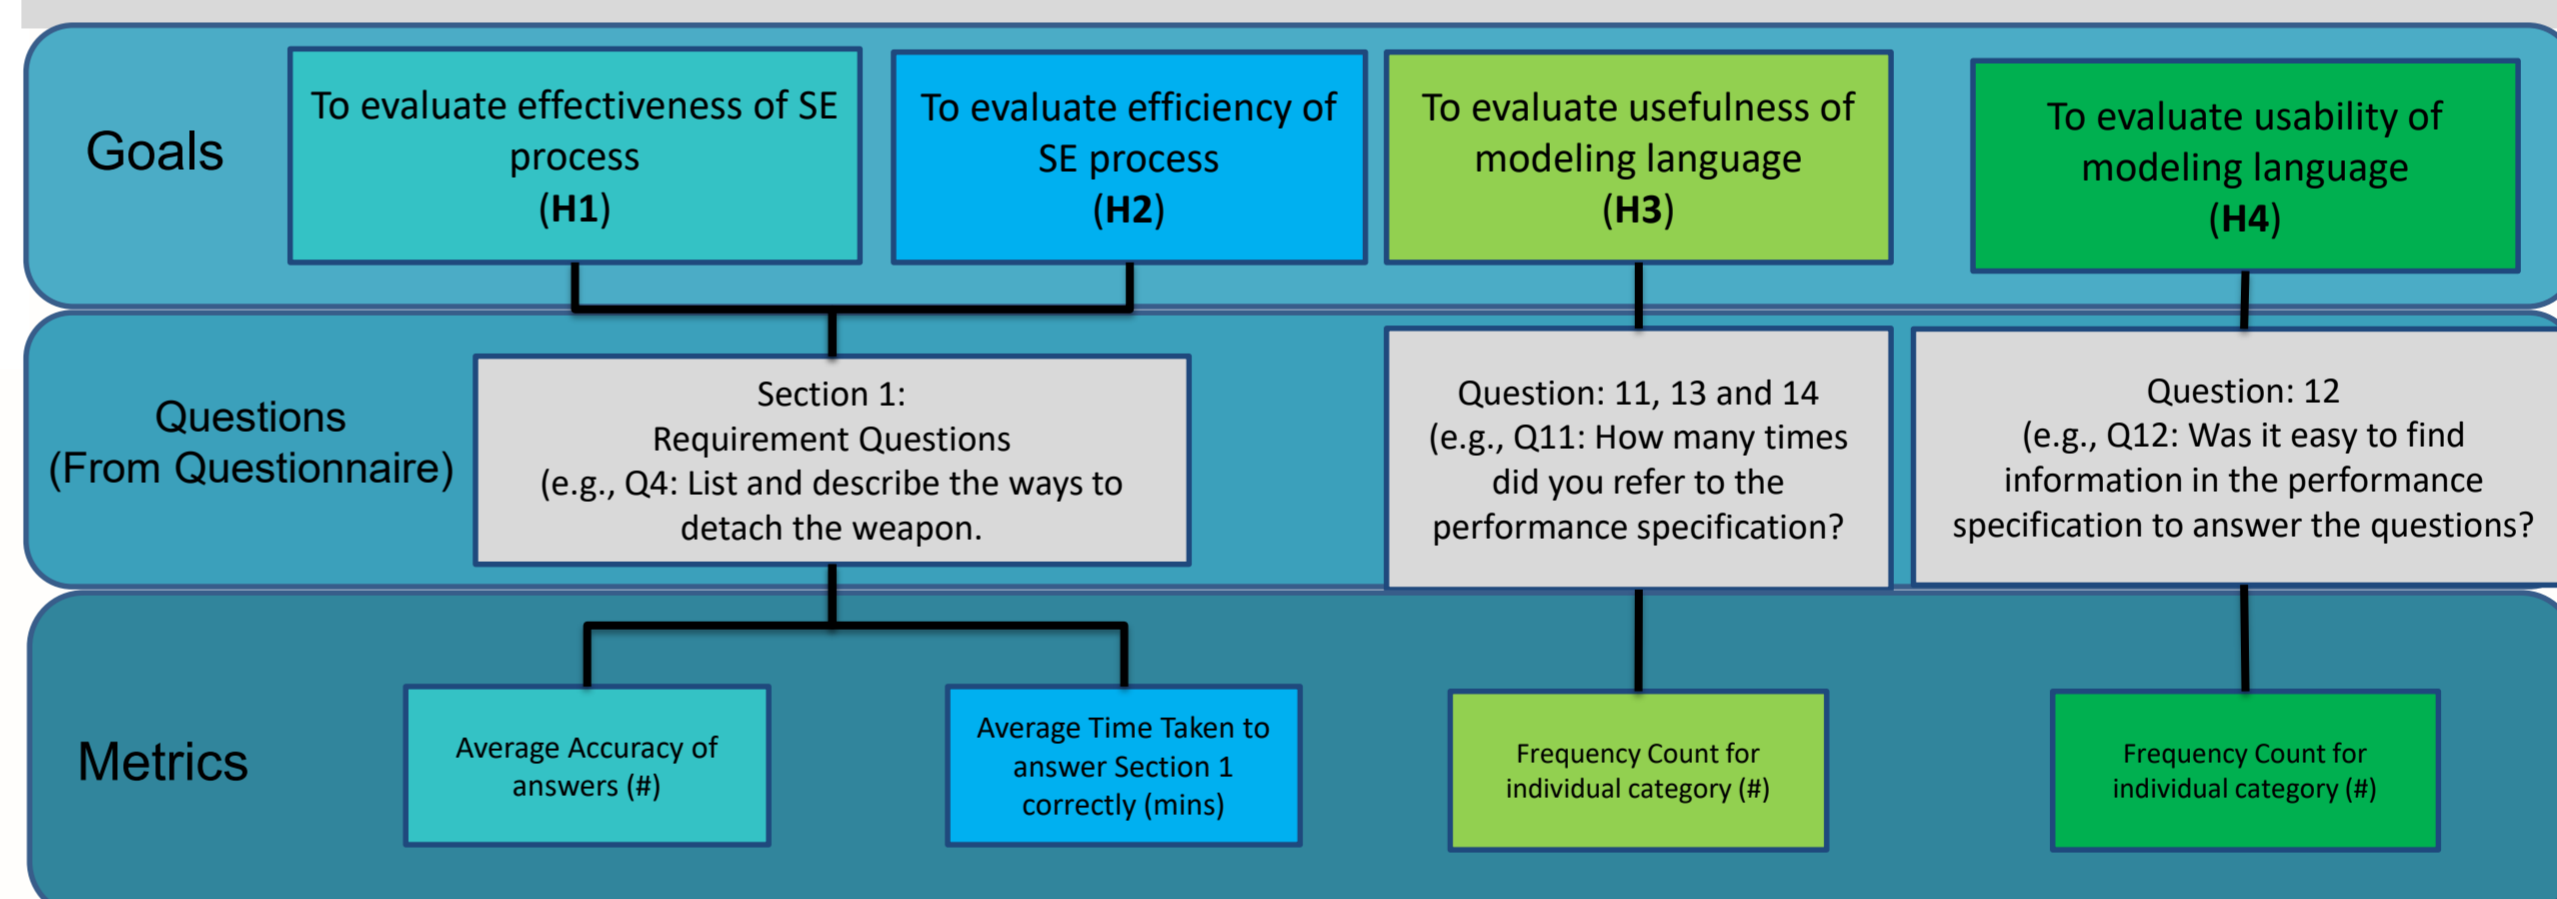 Goals
To evaluate effectiveness of SE
process
(H1)
To evaluate efficiency of
SE process
(H2)
To evaluate usefulness of
modeling language
(H3)
To evaluate usability of
modeling language
(H4)
Questions
(From Questionnaire)
Section 1:
Requirement Questions
(e.g., Q4: List and describe the ways to
detach the weapon.
Question: 11, 13 and 14
(e.g., Q11: How many times
did you refer to the
performance specification?
Question: 12
(e.g., Q12: Was it easy to find
information in the performance
specification to answer the questions?
Metrics
Average Accuracy of
answers (#)
Average Time Taken to
answer Section 1
correctly (mins)
Frequency Count for
individual category (#)
Frequency Count for
individual category (#)